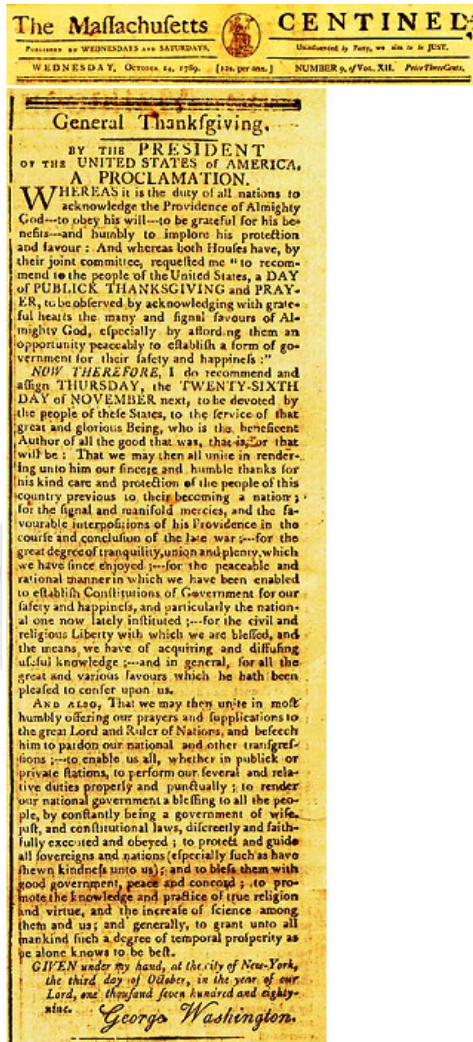 The Maſſachuſetts CENTINEL
PUBLISHED ON WEDNESDAYS AND SATURDAYS. Uninfluenced by Party, we aim to be JUST.
WEDNESDAY, OCTOBER 14, 1789. [12s. per ann.] NUMBER 9, of VOL. XII. Price Three Cents,
General Thankſgiving.
BY THE PRESIDENT
OF THE UNITED STATES of AMERICA,
A PROCLAMATION.
WHEREAS it is the duty of all nations to
acknowledge the Providence of Almighty
God---to obey his will---to be grateful for his be-
nefits---and humbly to implore his protection
and favour : And whereas both Houſes have, by
their joint committee, requeſted me "to recom-
mend to the people of the United States, a DAY
of PUBLICK THANKSGIVING and PRAY-
ER, to be obſerved by acknowledging with grate-
ful hearts the many and ſignal favours of Al-
mighty God, eſpecially by affording them an
opportunity peaceably to eſtabliſh a form of go-
vernment for their ſafety and happineſs :"
NOW THEREFORE, I do recommend and
aſſign THURSDAY, the TWENTY-SIXTH
DAY of NOVEMBER next, to be devoted by
the people of theſe States, to the ſervice of that
great and glorious Being, who is the beneficent
Author of all the good that was, that is, or that
will be : That we may then all unite in render-
ing unto him our ſincere and humble thanks for
his kind care and protection of the people of this
country previous to their becoming a nation ;
for the ſignal and manifold mercies, and the fa-
vourable interpoſitions of his Providence in the
courſe and concluſion of the late war ;---for the
great degree of tranquility, union and plenty, which
we have ſince enjoyed ;---for the peaceable and
rational manner in which we have been enabled
to eſtabliſh Conſtitutions of Government for our
ſafety and happineſs, and particularly the nation-
al one now lately inſtituted ;---for the civil and
religious Liberty with which we are bleſſed, and
the means we have of acquiring and diffuſing
uſeful knowledge ;---and in general, for all the
great and various favours which he hath been
pleaſed to confer upon us.
AND ALSO, That we may then unite in moſt
humbly offering our prayers and ſupplications to
the great Lord and Ruler of Nations, and beſeech
him to pardon our national and other tranſgreſ-
ſions ;---to enable us all, whether in publick or
private ſtations, to perform our ſeveral and rela-
tive duties properly and punctually ; to render
our national government a bleſſing to all the peo-
ple, by conſtantly being a government of wiſe,
juſt, and conſtitutional laws, diſcreetly and faith-
fully executed and obeyed ; to protect and guide
all ſovereigns and nations (eſpecially ſuch as have
ſhewn kindneſs unto us) ; and to bleſs them with
good government, peace and concord ; to pro-
mote the knowledge and practice of true religion
and virtue, and the increaſe of ſcience among
them and us ; and generally, to grant unto all
mankind ſuch a degree of temporal proſperity as
he alone knows to be beſt.
GIVEN under my hand, at the city of New-York,
the third day of October, in the year of our
Lord, one thouſand ſeven hundred and eighty-
nine.
George Washington.